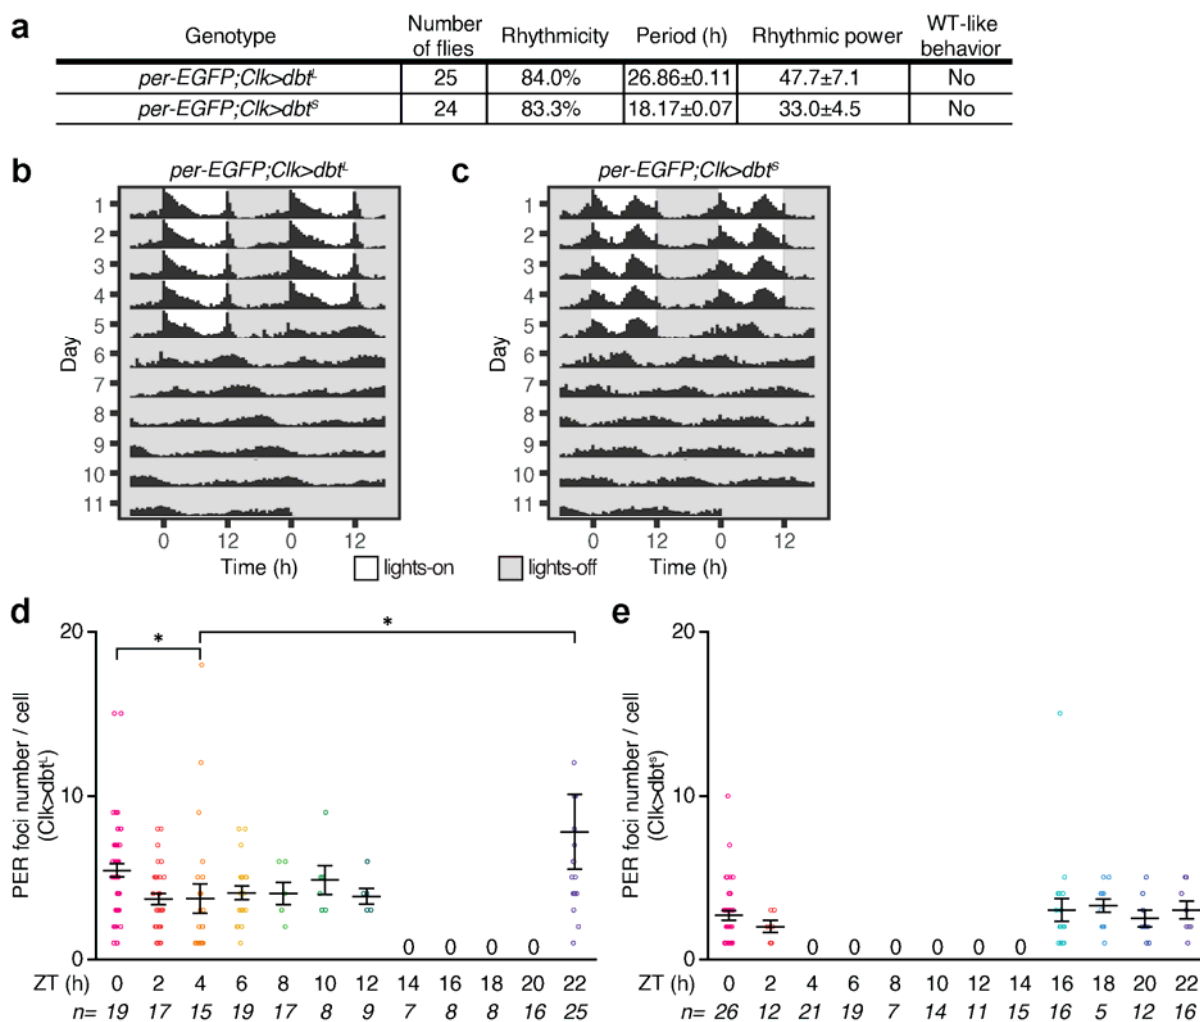 a
Genotype Number of flies Rhythmicity Period (h) Rhythmic power WT-like behavior
per-EGFP;Clk>dbtᴸ 25 84.0% 26.86±0.11 47.7±7.1 No
per-EGFP;Clk>dbtˢ 24 83.3% 18.17±0.07 33.0±4.5 No
b per-EGFP;Clk>dbtᴸ
Day
1
2
3
4
5
6
7
8
9
10
11
0 12 0 12
Time (h)
c per-EGFP;Clk>dbtˢ
Day
1
2
3
4
5
6
7
8
9
10
11
0 12 0 12
Time (h)
lights-on lights-off
d
PER foci number / cell
(Clk>dbtᴸ)
20
10
0
* *
0 0 0 0
ZT (h) 0 2 4 6 8 10 12 14 16 18 20 22
n= 19 17 15 19 17 8 9 7 8 8 16 25
e
PER foci number / cell
(Clk>dbtˢ)
20
10
0
0 0 0 0 0 0
0 2 4 6 8 10 12 14 16 18 20 22
26 12 21 19 7 14 11 15 16 5 12 16